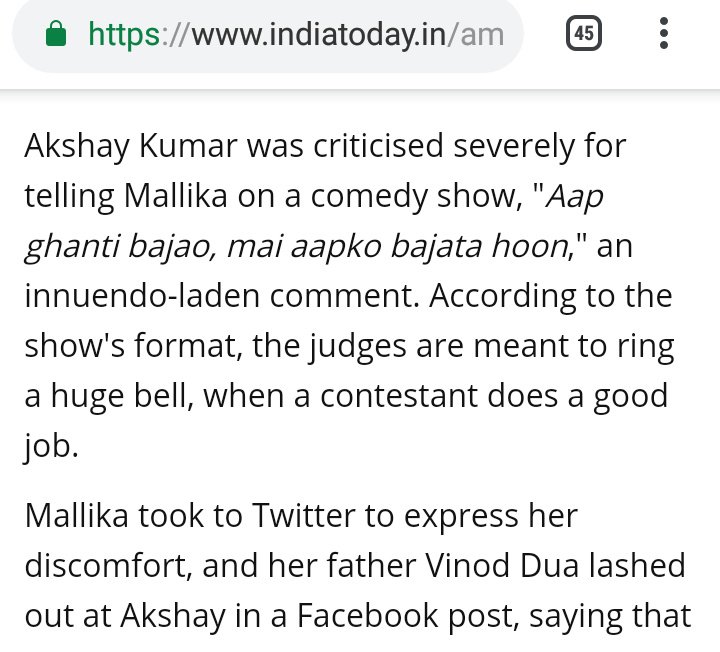 https://www.indiatoday.in/am
45
Akshay Kumar was criticised severely for
telling Mallika on a comedy show, "Aap
ghanti bajao, mai aapko bajata hoon," an
innuendo-laden comment. According to the
show's format, the judges are meant to ring
a huge bell, when a contestant does a good
job.
Mallika took to Twitter to express her
discomfort, and her father Vinod Dua lashed
out at Akshay in a Facebook post, saying that